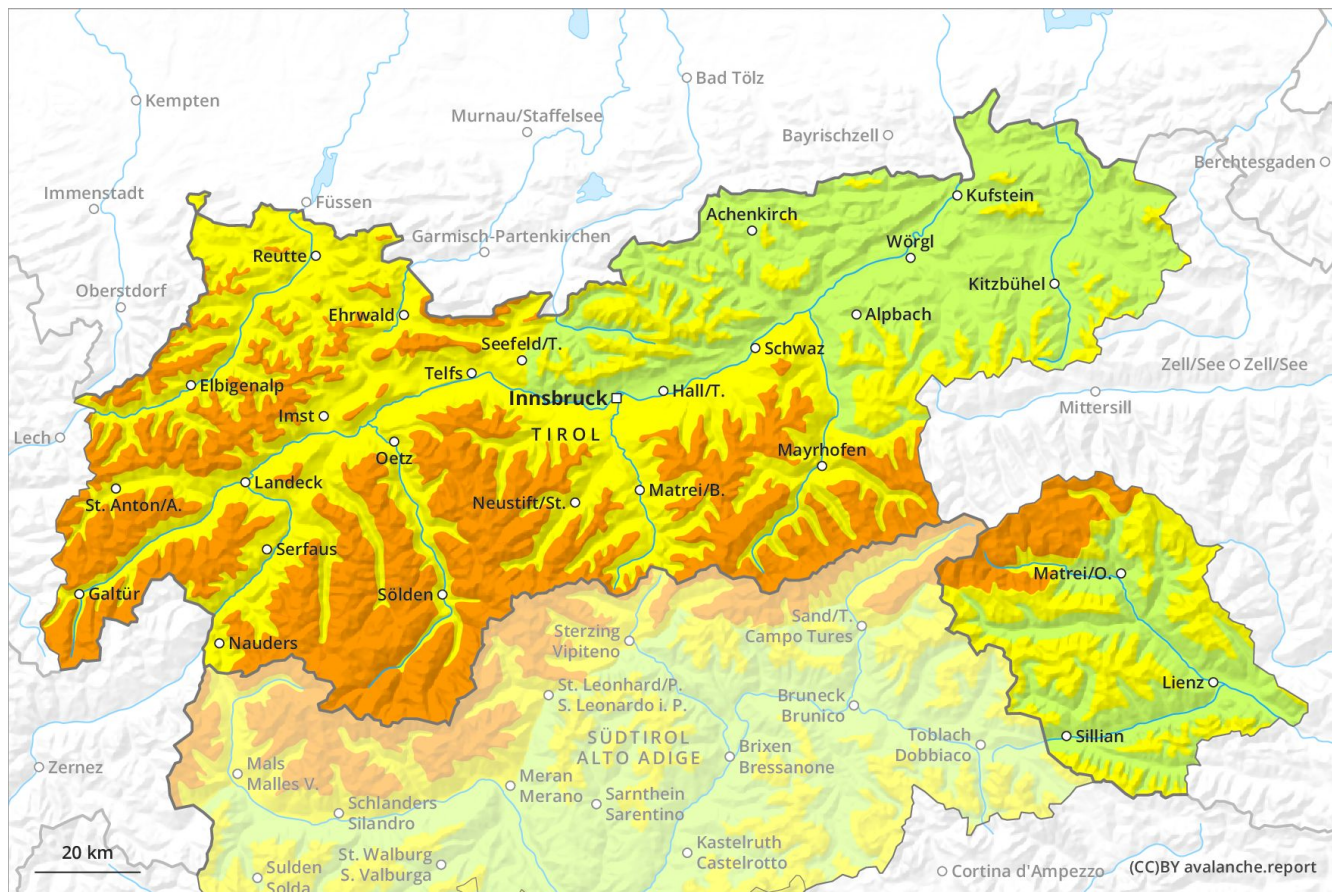 Kempten
Bad Tölz
Murnau/Staffelsee
Bayrischzell
Berchtesgaden
Immenstadt
Füssen
Kufstein
Achenkirch
Garmisch-Partenkirchen
Wörgl
Reutte
Kitzbühel
Oberstdorf
Ehrwald
Alpbach
Seefeld/T.
Schwaz
Zell/See
Zell/See
Telfs
Elbigenalp
Hall/T.
Innsbruck
Mittersill
Imst
TIROL
Lech
Oetz
Mayrhofen
Landeck
Matrei/B.
St. Anton/A.
Neustift/St.
Serfaus
Matrei/O.
Galtür
Sölden
Sand/T.
Campo Tures
Sterzing
Vipiteno
Nauders
Lienz
St. Leonhard/P.
S. Leonardo i. P.
Bruneck
Brunico
SÜDTIROL
ALTO ADIGE
Toblach
Dobbiaco
Sillian
Brixen
Bressanone
Zernez
Mals
Malles V.
Meran
Merano
Sarnthein
Sarentino
Schlanders
Silandro
Kastelruth
Castelrotto
20 km
St. Walburg
S. Valburga
Sulden
Solda
Cortina d'Ampezzo
(CC)BY avalanche.report